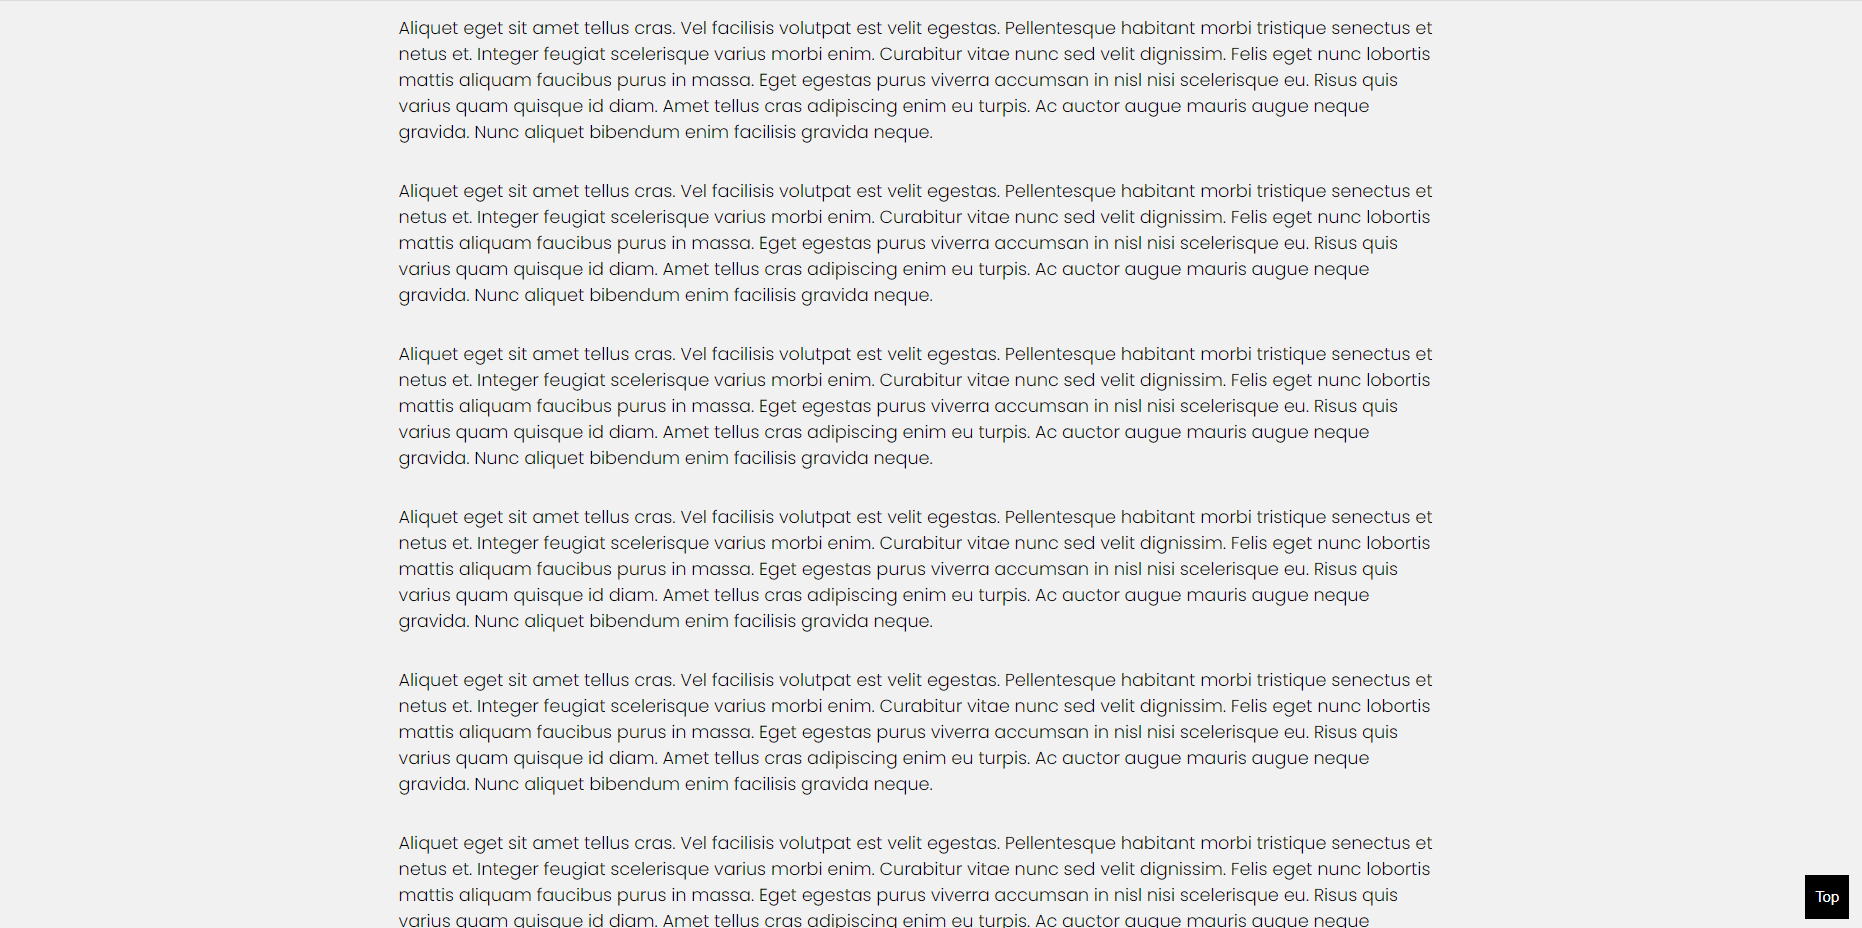 Aliquet eget sit amet tellus cras. Vel facilisis volutpat est velit egestas. Pellentesque habitant morbi tristique senectus et
netus et. Integer feugiat scelerisque varius morbi enim. Curabitur vitae nunc sed velit dignissim. Felis eget nunc lobortis
mattis aliquam faucibus purus in massa. Eget egestas purus viverra accumsan in nisl nisi scelerisque eu. Risus quis
varius quam quisque id diam. Amet tellus cras adipiscing enim eu turpis. Ac auctor augue mauris augue neque
gravida. Nunc aliquet bibendum enim facilisis gravida neque.
Aliquet eget sit amet tellus cras. Vel facilisis volutpat est velit egestas. Pellentesque habitant morbi tristique senectus et
netus et. Integer feugiat scelerisque varius morbi enim. Curabitur vitae nunc sed velit dignissim. Felis eget nunc lobortis
mattis aliquam faucibus purus in massa. Eget egestas purus viverra accumsan in nisl nisi scelerisque eu. Risus quis
varius quam quisque id diam. Amet tellus cras adipiscing enim eu turpis. Ac auctor augue mauris augue neque
gravida. Nunc aliquet bibendum enim facilisis gravida neque.
Aliquet eget sit amet tellus cras. Vel facilisis volutpat est velit egestas. Pellentesque habitant morbi tristique senectus et
netus et. Integer feugiat scelerisque varius morbi enim. Curabitur vitae nunc sed velit dignissim. Felis eget nunc lobortis
mattis aliquam faucibus purus in massa. Eget egestas purus viverra accumsan in nisl nisi scelerisque eu. Risus quis
varius quam quisque id diam. Amet tellus cras adipiscing enim eu turpis. Ac auctor augue mauris augue neque
gravida. Nunc aliquet bibendum enim facilisis gravida neque.
Aliquet eget sit amet tellus cras. Vel facilisis volutpat est velit egestas. Pellentesque habitant morbi tristique senectus et
netus et. Integer feugiat scelerisque varius morbi enim. Curabitur vitae nunc sed velit dignissim. Felis eget nunc lobortis
mattis aliquam faucibus purus in massa. Eget egestas purus viverra accumsan in nisl nisi scelerisque eu. Risus quis
varius quam quisque id diam. Amet tellus cras adipiscing enim eu turpis. Ac auctor augue mauris augue neque
gravida. Nunc aliquet bibendum enim facilisis gravida neque.
Aliquet eget sit amet tellus cras. Vel facilisis volutpat est velit egestas. Pellentesque habitant morbi tristique senectus et
netus et. Integer feugiat scelerisque varius morbi enim. Curabitur vitae nunc sed velit dignissim. Felis eget nunc lobortis
mattis aliquam faucibus purus in massa. Eget egestas purus viverra accumsan in nisl nisi scelerisque eu. Risus quis
varius quam quisque id diam. Amet tellus cras adipiscing enim eu turpis. Ac auctor augue mauris augue neque
gravida. Nunc aliquet bibendum enim facilisis gravida neque.
Aliquet eget sit amet tellus cras. Vel facilisis volutpat est velit egestas. Pellentesque habitant morbi tristique senectus et
netus et. Integer feugiat scelerisque varius morbi enim. Curabitur vitae nunc sed velit dignissim. Felis eget nunc lobortis
mattis aliquam faucibus purus in massa. Eget egestas purus viverra accumsan in nisl nisi scelerisque eu. Risus quis
varius quam quisque id diam. Amet tellus cras adipiscing enim eu turpis. Ac auctor augue mauris augue neque
Top